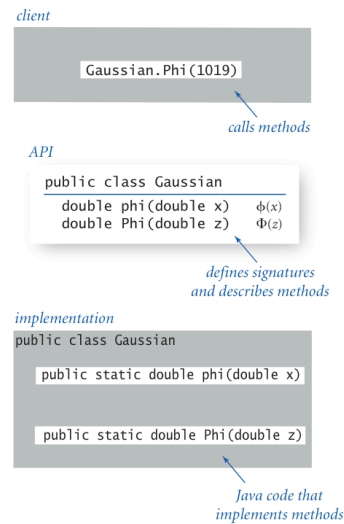 client
Gaussian.Phi(1019)
calls methods
API
public class Gaussian
double phi(double x) ϕ(x)
double Phi(double z) Φ(z)
defines signatures
and describes methods
implementation
public class Gaussian
public static double phi(double x)
public static double Phi(double z)
Java code that
implements methods